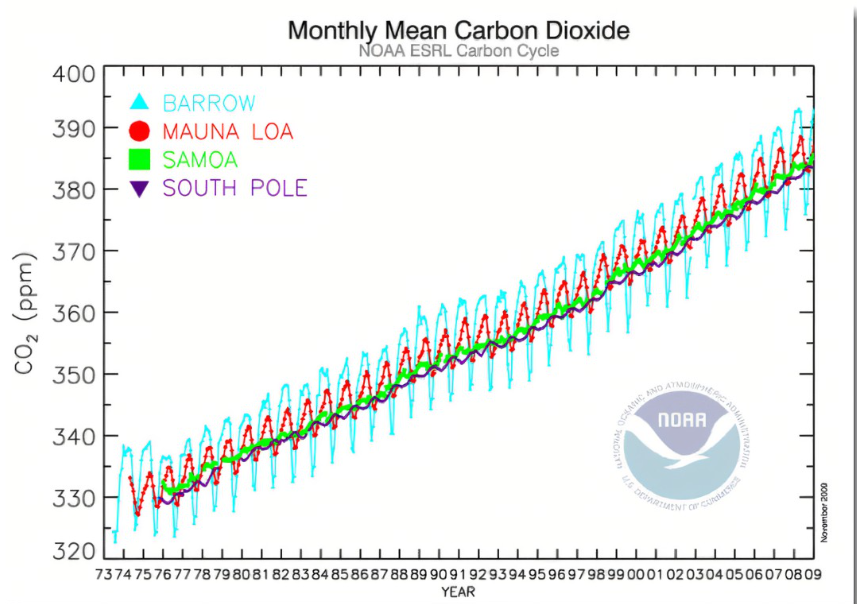 Monthly Mean Carbon Dioxide
NOAA ESRL Carbon Cycle
400
390
380
370
360
350
340
330
320
CO2 (ppm)
BARROW
MAUNA LOA
SAMOA
SOUTH POLE
NATIONAL OCEANIC AND ATMOSPHERIC ADMINISTRATION
NOAA
U.S. DEPARTMENT OF COMMERCE
November 2009
73 74 75 76 77 78 79 80 81 82 83 84 85 86 87 88 89 90 91 92 93 94 95 96 97 98 99 00 01 02 03 04 05 06 07 08 09
YEAR